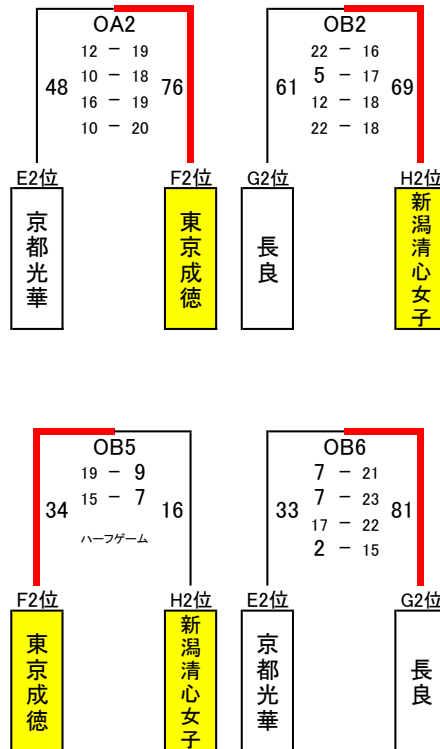 OA2
12 － 19
10 － 18
16 － 19
10 － 20
48
76
E2位
F2位
京都光華
東京成徳
OB2
22 － 16
5 － 17
12 － 18
22 － 18
61
69
G2位
H2位
長良
新潟清心女子
OB5
19 － 9
15 － 7
ハーフゲーム
34
16
F2位
H2位
東京成徳
新潟清心女子
OB6
7 － 21
7 － 23
17 － 22
2 － 15
33
81
E2位
G2位
京都光華
長良